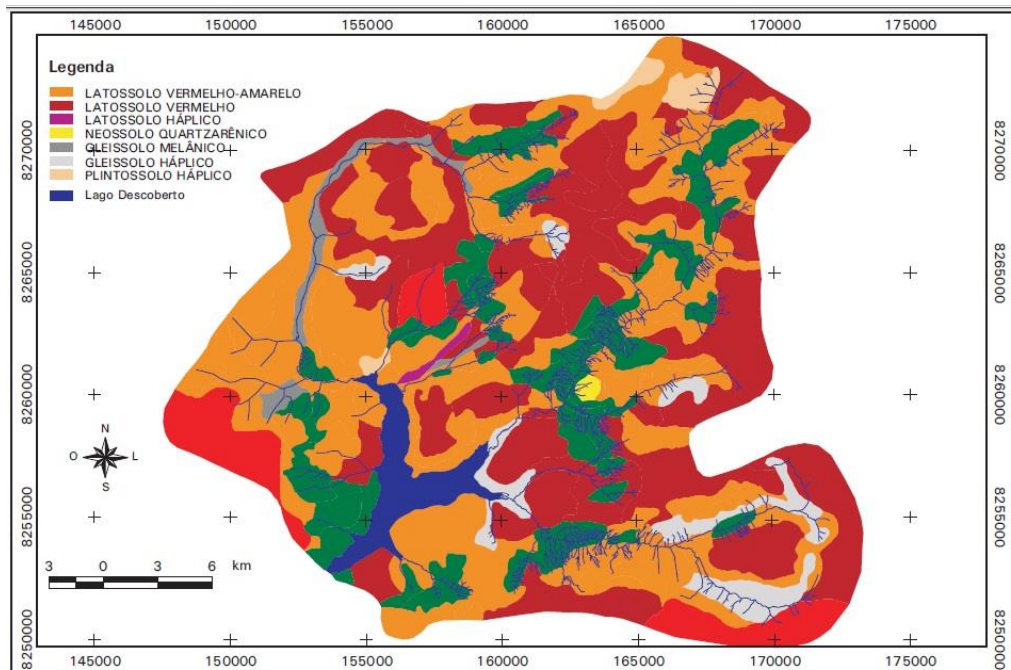 145000 150000 155000 160000 165000 170000 175000
Legenda
LATOSSOLO VERMELHO-AMARELO
LATOSSOLO VERMELHO
LATOSSOLO HÁPLICO
NEOSSOLO QUARTZARÊNICO
GLEISSOLO MELÂNICO
GLEISSOLO HÁPLICO
PLINTOSSOLO HÁPLICO
Lago Descoberto
8270000
8265000
8260000
8255000
8250000
8270000
8265000
8260000
8255000
8250000
N
O L
S
3 0 3 6 km
145000 150000 155000 160000 165000 170000 175000